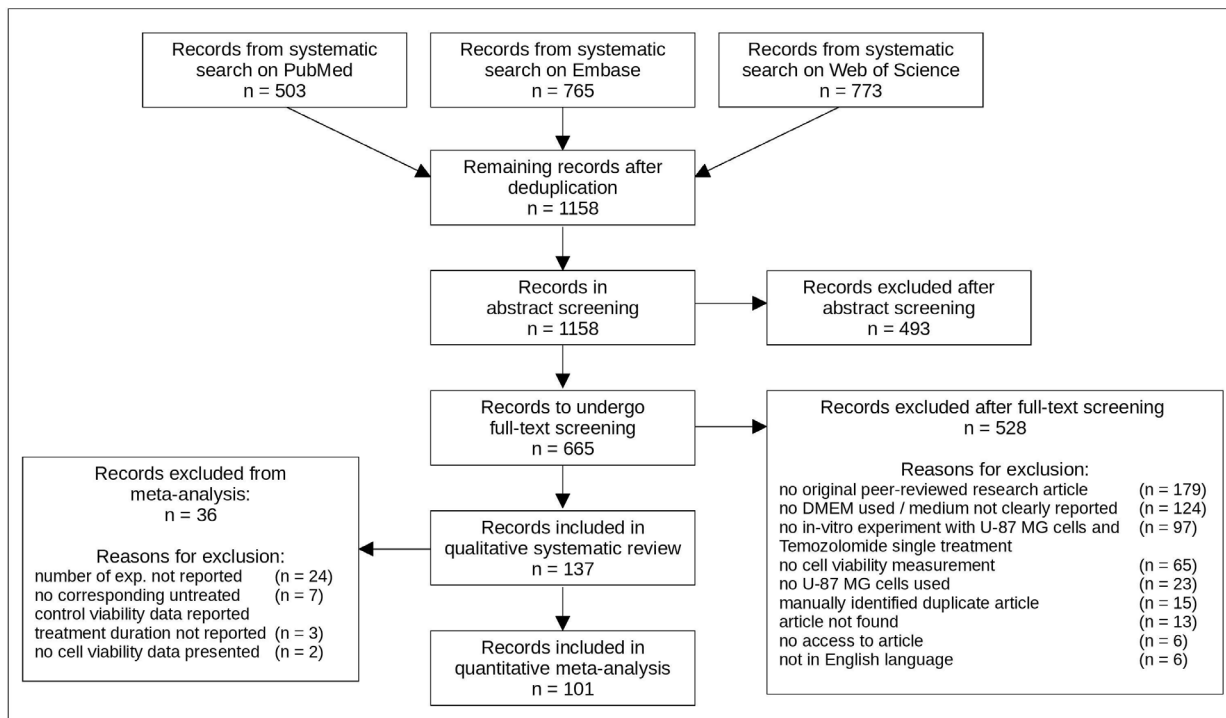 Records from systematic
search on PubMed
n = 503
Records from systematic
search on Embase
n = 765
Records from systematic
search on Web of Science
n = 773
Remaining records after
deduplication
n = 1158
Records in
abstract screening
n = 1158
Records excluded after
abstract screening
n = 493
Records to undergo
full-text screening
n = 665
Records excluded after full-text screening
n = 528
Reasons for exclusion:
no original peer-reviewed research article (n = 179)
no DMEM used / medium not clearly reported (n = 124)
no in-vitro experiment with U-87 MG cells and (n = 97)
Temozolomide single treatment
no cell viability measurement (n = 65)
no U-87 MG cells used (n = 23)
manually identified duplicate article (n = 15)
article not found (n = 13)
no access to article (n = 6)
not in English language (n = 6)
Records included in
qualitative systematic review
n = 137
Records excluded from
meta-analysis:
n = 36
Reasons for exclusion:
number of exp. not reported (n = 24)
no corresponding untreated (n = 7)
control viability data reported
treatment duration not reported (n = 3)
no cell viability data presented (n = 2)
Records included in
quantitative meta-analysis
n = 101